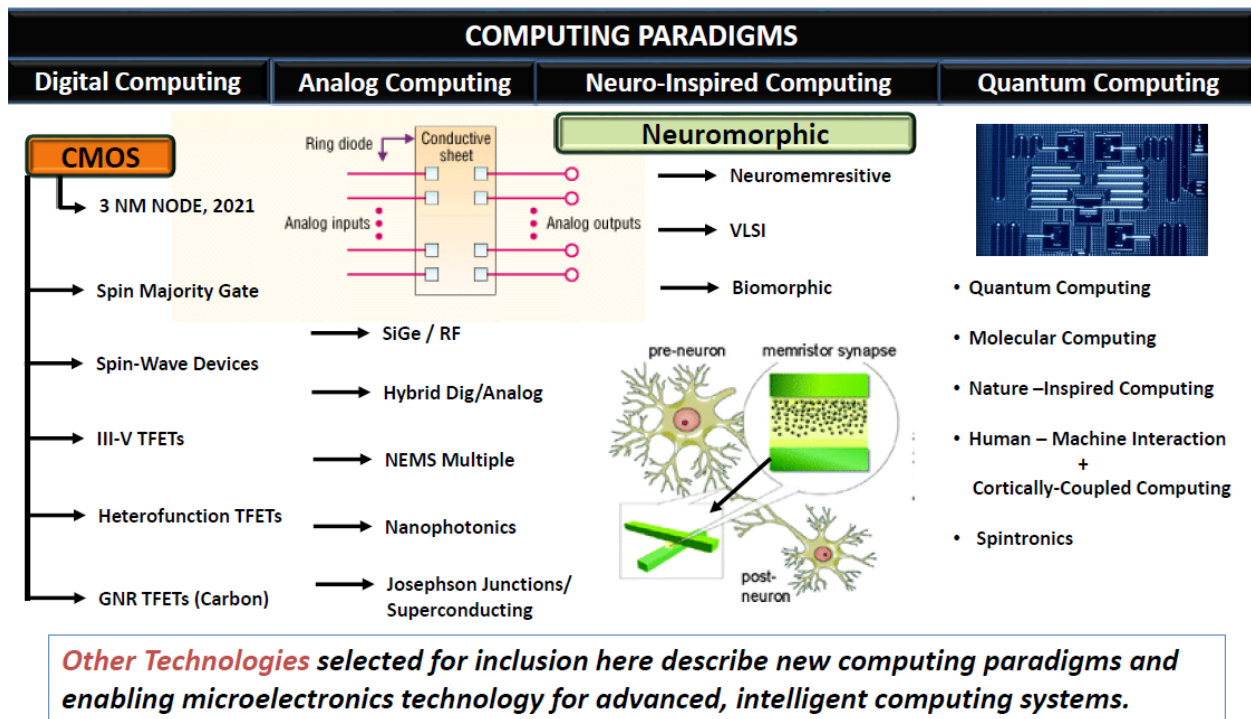 COMPUTING PARADIGMS
Digital Computing
Analog Computing
Neuro-Inspired Computing
Quantum Computing
CMOS
3 NM NODE, 2021
Spin Majority Gate
Spin-Wave Devices
III-V TFETs
Heterofunction TFETs
GNR TFETs (Carbon)
Ring diode
Conductive
sheet
Analog inputs
Analog outputs
SiGe / RF
Hybrid Dig/Analog
NEMS Multiple
Nanophotonics
Josephson Junctions/
Superconducting
Neuromorphic
Neuromemresitive
VLSI
Biomorphic
pre-neuron
memristor synapse
post-
neuron
• Quantum Computing
• Molecular Computing
• Nature –Inspired Computing
• Human – Machine Interaction
+
Cortically-Coupled Computing
• Spintronics
Other Technologies selected for inclusion here describe new computing paradigms and
enabling microelectronics technology for advanced, intelligent computing systems.